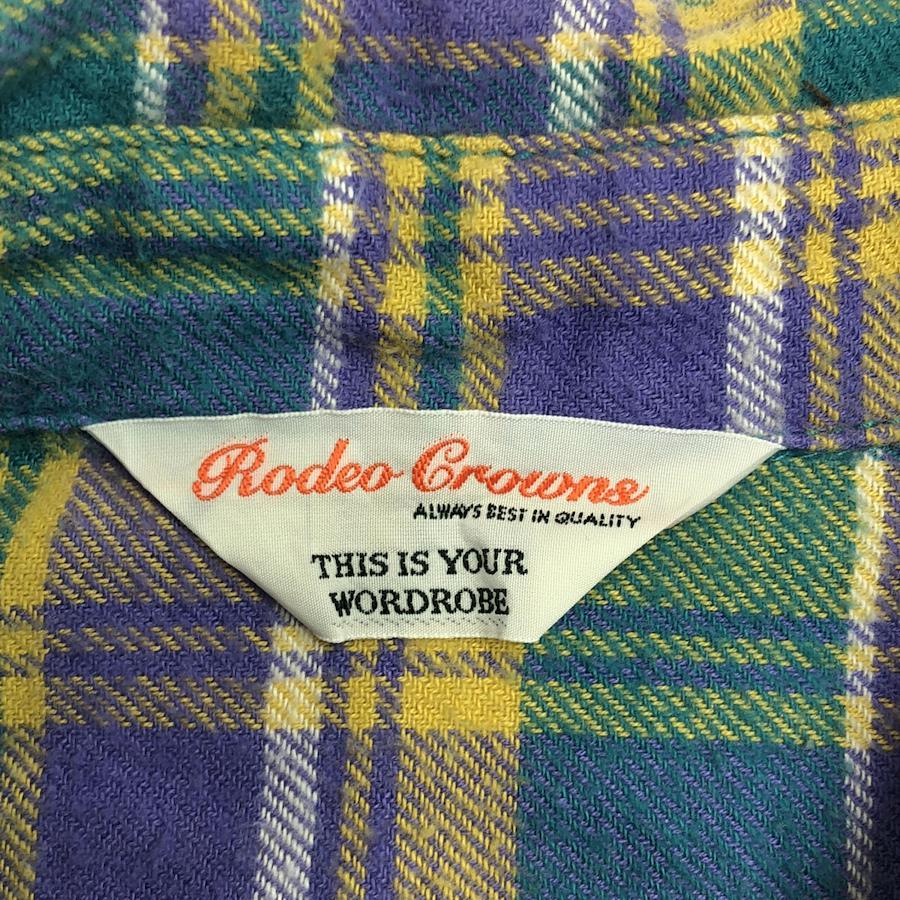 Rodeo Crowns
ALWAYS BEST IN QUALITY
THIS IS YOUR
WORDROBE